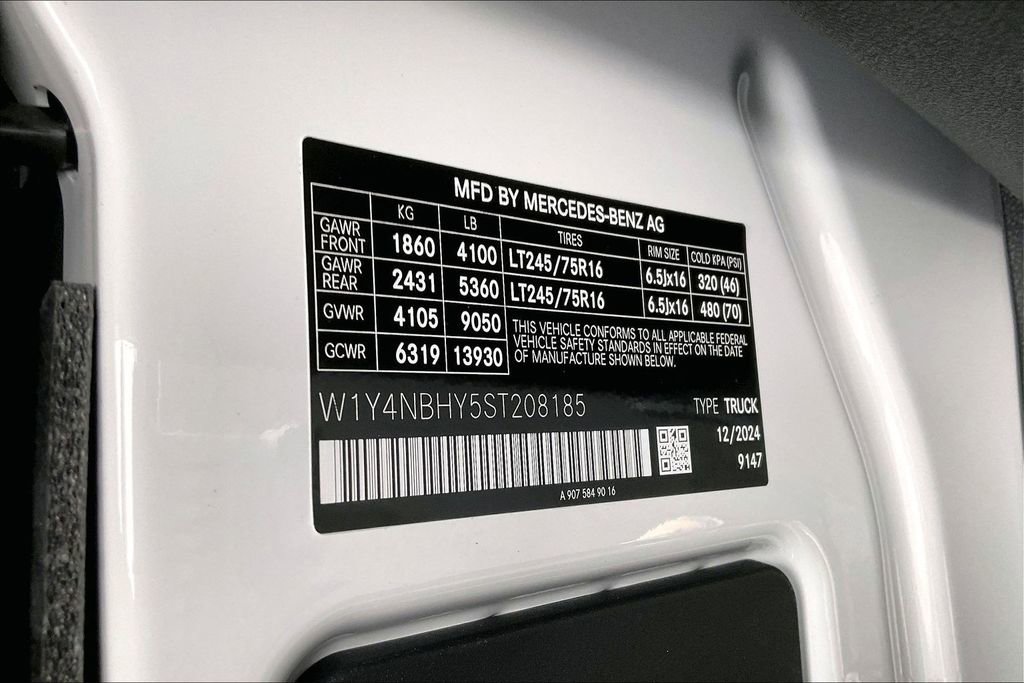 MFD BY MERCEDES-BENZ AG
KG LB TIRES RIM SIZE COLD KPA (PSI)
GAWR FRONT 1860 4100 LT245/75R16 6.5Jx16 320 (46)
GAWR REAR 2431 5360 LT245/75R16 6.5Jx16 480 (70)
GVWR 4105 9050
GCWR 6319 13930
THIS VEHICLE CONFORMS TO ALL APPLICABLE FEDERAL
VEHICLE SAFETY STANDARDS IN EFFECT ON THE DATE
OF MANUFACTURE SHOWN BELOW.
W1Y4NBHY5ST208185
TYPE TRUCK
12/2024
9147
A 907 584 90 16